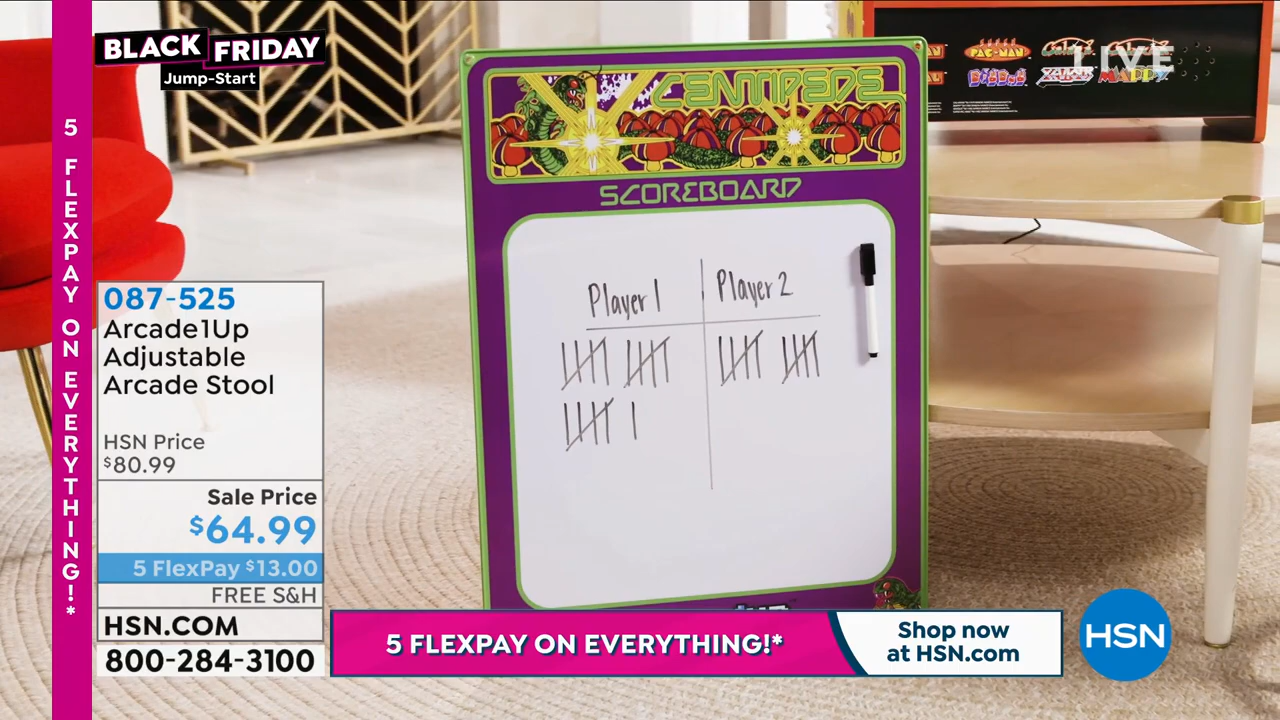 BLACK FRIDAY
Jump-Start
5 FLEXPAY ON EVERYTHING!*
087-525
Arcade1Up
Adjustable
Arcade Stool
HSN Price
$80.99
Sale Price
$64.99
5 FlexPay $13.00
FREE S&H
HSN.COM
800-284-3100
CENTIPEDE
SCOREBOARD
Player 1 Player 2
PAC-MAN
MAPPY
LIVE
5 FLEXPAY ON EVERYTHING!*
Shop now
at HSN.com
HSN